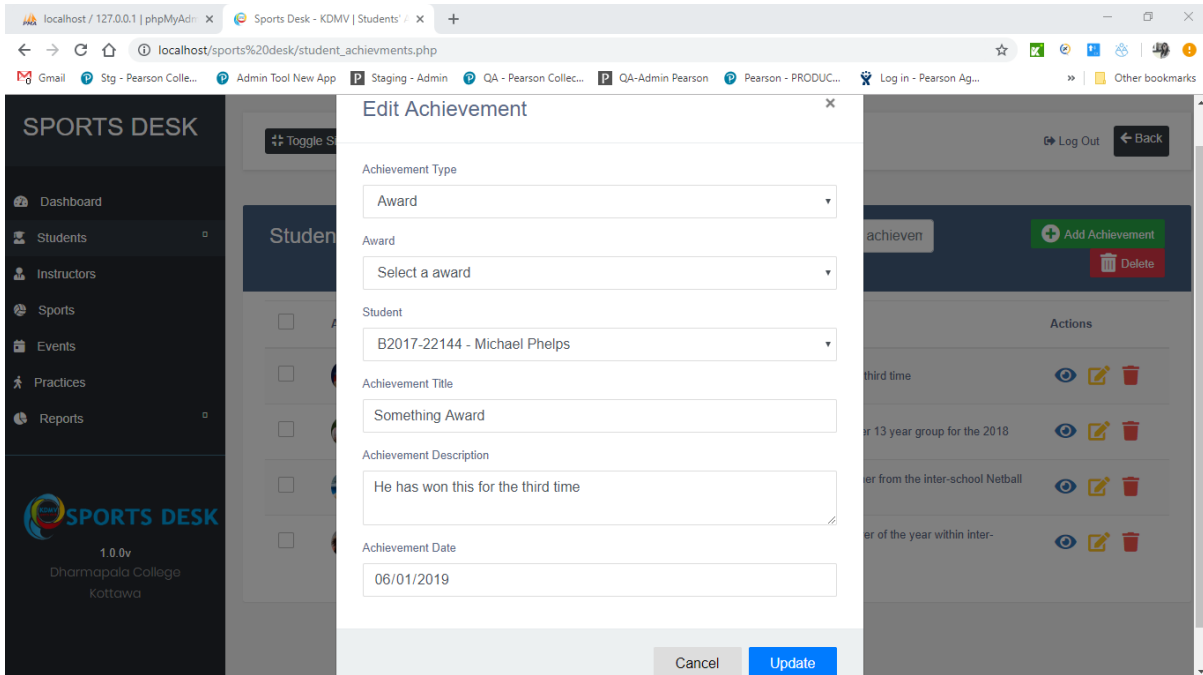 localhost / 127.0.0.1 | phpMyAdm
Sports Desk - KDMV | Students' A
localhost/sports%20desk/student_achievments.php
Gmail Stg - Pearson Colle... Admin Tool New App Staging - Admin QA - Pearson Collec... QA-Admin Pearson Pearson - PRODUC... Log in - Pearson Ag... » Other bookmarks
SPORTS DESK
Dashboard
Students
Instructors
Sports
Events
Practices
Reports
KDMV
SPORTS DESK
1.0.0v
Dharmapala College
Kottawa
Toggle Si
Log Out
Back
Studen
achievem
Add Achievement
Delete
Actions
third time
er 13 year group for the 2018
er from the inter-school Netball
er of the year within inter-
Edit Achievement
×
Achievement Type
Award
Award
Select a award
Student
B2017-22144 - Michael Phelps
Achievement Title
Something Award
Achievement Description
He has won this for the third time
Achievement Date
06/01/2019
Cancel
Update